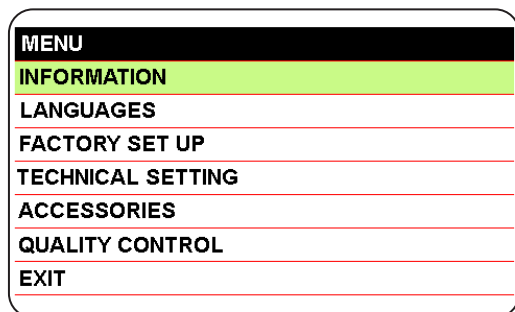 MENU
INFORMATION
LANGUAGES
FACTORY SET UP
TECHNICAL SETTING
ACCESSORIES
QUALITY CONTROL
EXIT